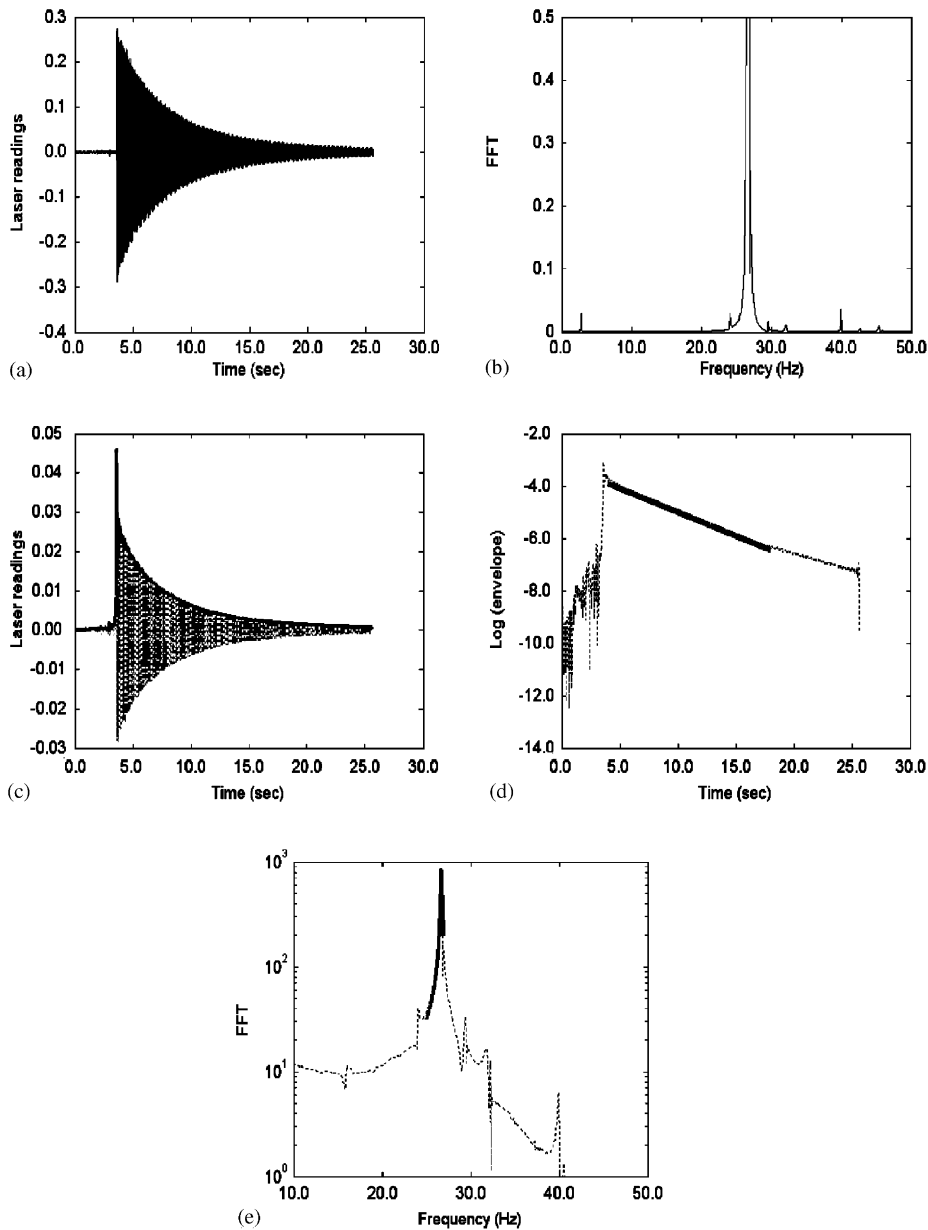 0.3
0.2
0.1
0.0
-0.1
-0.2
-0.3
-0.4
Laser readings
0.0 5.0 10.0 15.0 20.0 25.0 30.0
Time (sec)
(a)
0.5
0.4
0.3
0.2
0.1
0
FFT
0.0 10.0 20.0 30.0 40.0 50.0
Frequency (Hz)
(b)
0.05
0.04
0.03
0.02
0.01
0.00
-0.01
-0.02
-0.03
Laser readings
0.0 5.0 10.0 15.0 20.0 25.0 30.0
Time (sec)
(c)
-2.0
-4.0
-6.0
-8.0
-10.0
-12.0
-14.0
Log (envelope)
0.0 5.0 10.0 15.0 20.0 25.0 30.0
Time (sec)
(d)
10³
10²
10¹
10⁰
FFT
10.0 20.0 30.0 40.0 50.0
Frequency (Hz)
(e)